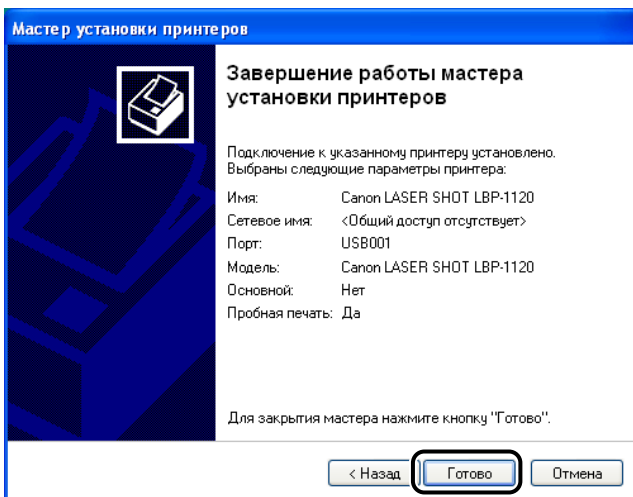 Мастер установки принтеров
Завершение работы мастера
установки принтеров
Подключение к указанному принтеру установлено.
Выбраны следующие параметры принтера:
Имя: Canon LASER SHOT LBP-1120
Сетевое имя: <Общий доступ отсутствует>
Порт: USB001
Модель: Canon LASER SHOT LBP-1120
Основной: Нет
Пробная печать: Да
Для закрытия мастера нажмите кнопку "Готово".
< Назад Готово Отмена